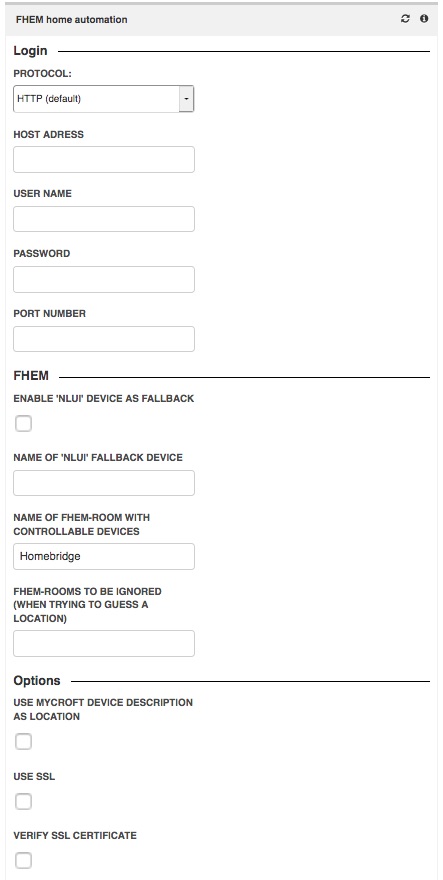 FHEM home automation
Login
PROTOCOL:
HTTP (default)
HOST ADRESS
USER NAME
PASSWORD
PORT NUMBER
FHEM
ENABLE 'NLUI' DEVICE AS FALLBACK
NAME OF 'NLUI' FALLBACK DEVICE
NAME OF FHEM-ROOM WITH
CONTROLLABLE DEVICES
Homebridge
FHEM-ROOMS TO BE IGNORED
(WHEN TRYING TO GUESS A
LOCATION)
Options
USE MYCROFT DEVICE DESCRIPTION
AS LOCATION
USE SSL
VERIFY SSL CERTIFICATE